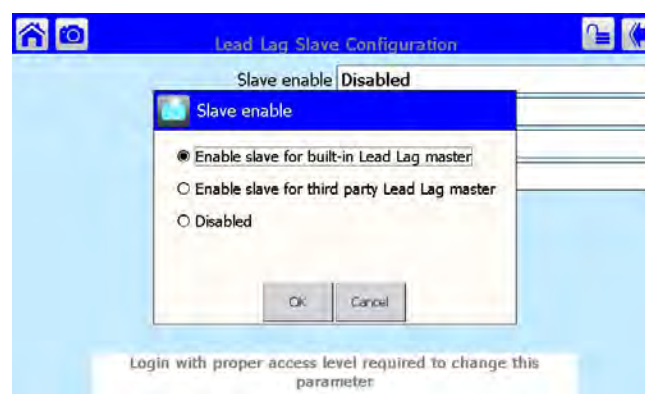 Lead Lag Slave Configuration
Slave enable Disabled
Slave enable
Enable slave for built-in Lead Lag master
Enable slave for third party Lead Lag master
Disabled
OK Cancel
Login with proper access level required to change this
parameter